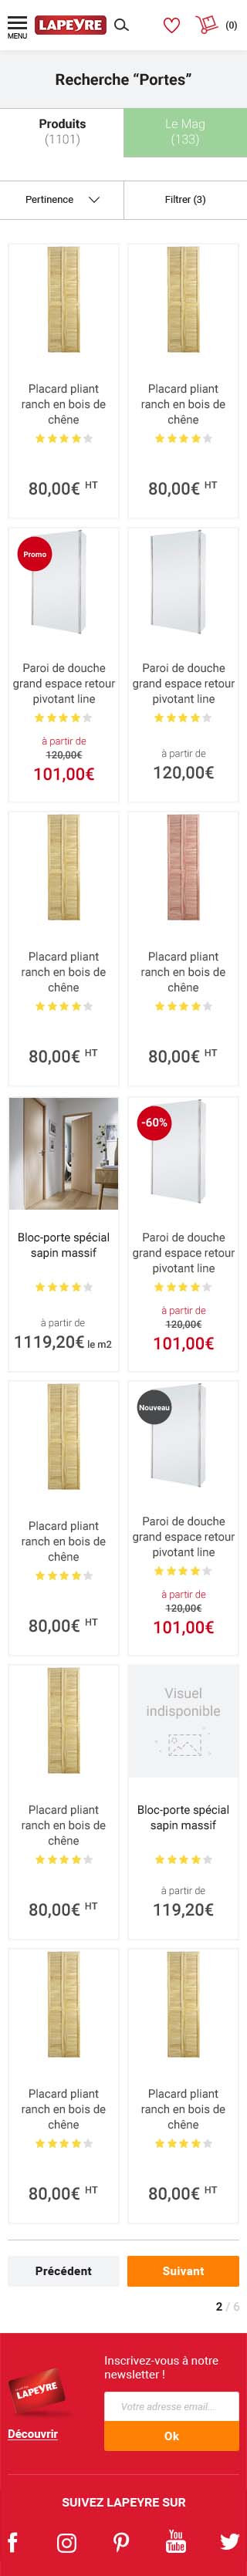 MENU
LAPEYRE
(0)
Recherche “Portes”
Produits
(1101)
Le Mag
(133)
Pertinence
Filtrer (3)
Placard pliant
ranch en bois de
chêne
80,00€ HT
Placard pliant
ranch en bois de
chêne
80,00€ HT
Promo
Paroi de douche
grand espace retour
pivotant line
à partir de
120,00€
101,00€
Paroi de douche
grand espace retour
pivotant line
à partir de
120,00€
Placard pliant
ranch en bois de
chêne
80,00€ HT
Placard pliant
ranch en bois de
chêne
80,00€ HT
Bloc-porte spécial
sapin massif
à partir de
1119,20€ le m2
-60%
Paroi de douche
grand espace retour
pivotant line
à partir de
120,00€
101,00€
Placard pliant
ranch en bois de
chêne
80,00€ HT
Nouveau
Paroi de douche
grand espace retour
pivotant line
à partir de
120,00€
101,00€
Placard pliant
ranch en bois de
chêne
80,00€ HT
Visuel
indisponible
Bloc-porte spécial
sapin massif
à partir de
119,20€
Placard pliant
ranch en bois de
chêne
80,00€ HT
Placard pliant
ranch en bois de
chêne
80,00€ HT
Précédent
Suivant
2 / 6
LAPEYRE
Découvrir
Inscrivez-vous à notre
newsletter !
Votre adresse email...
Ok
SUIVEZ LAPEYRE SUR
You
Tube